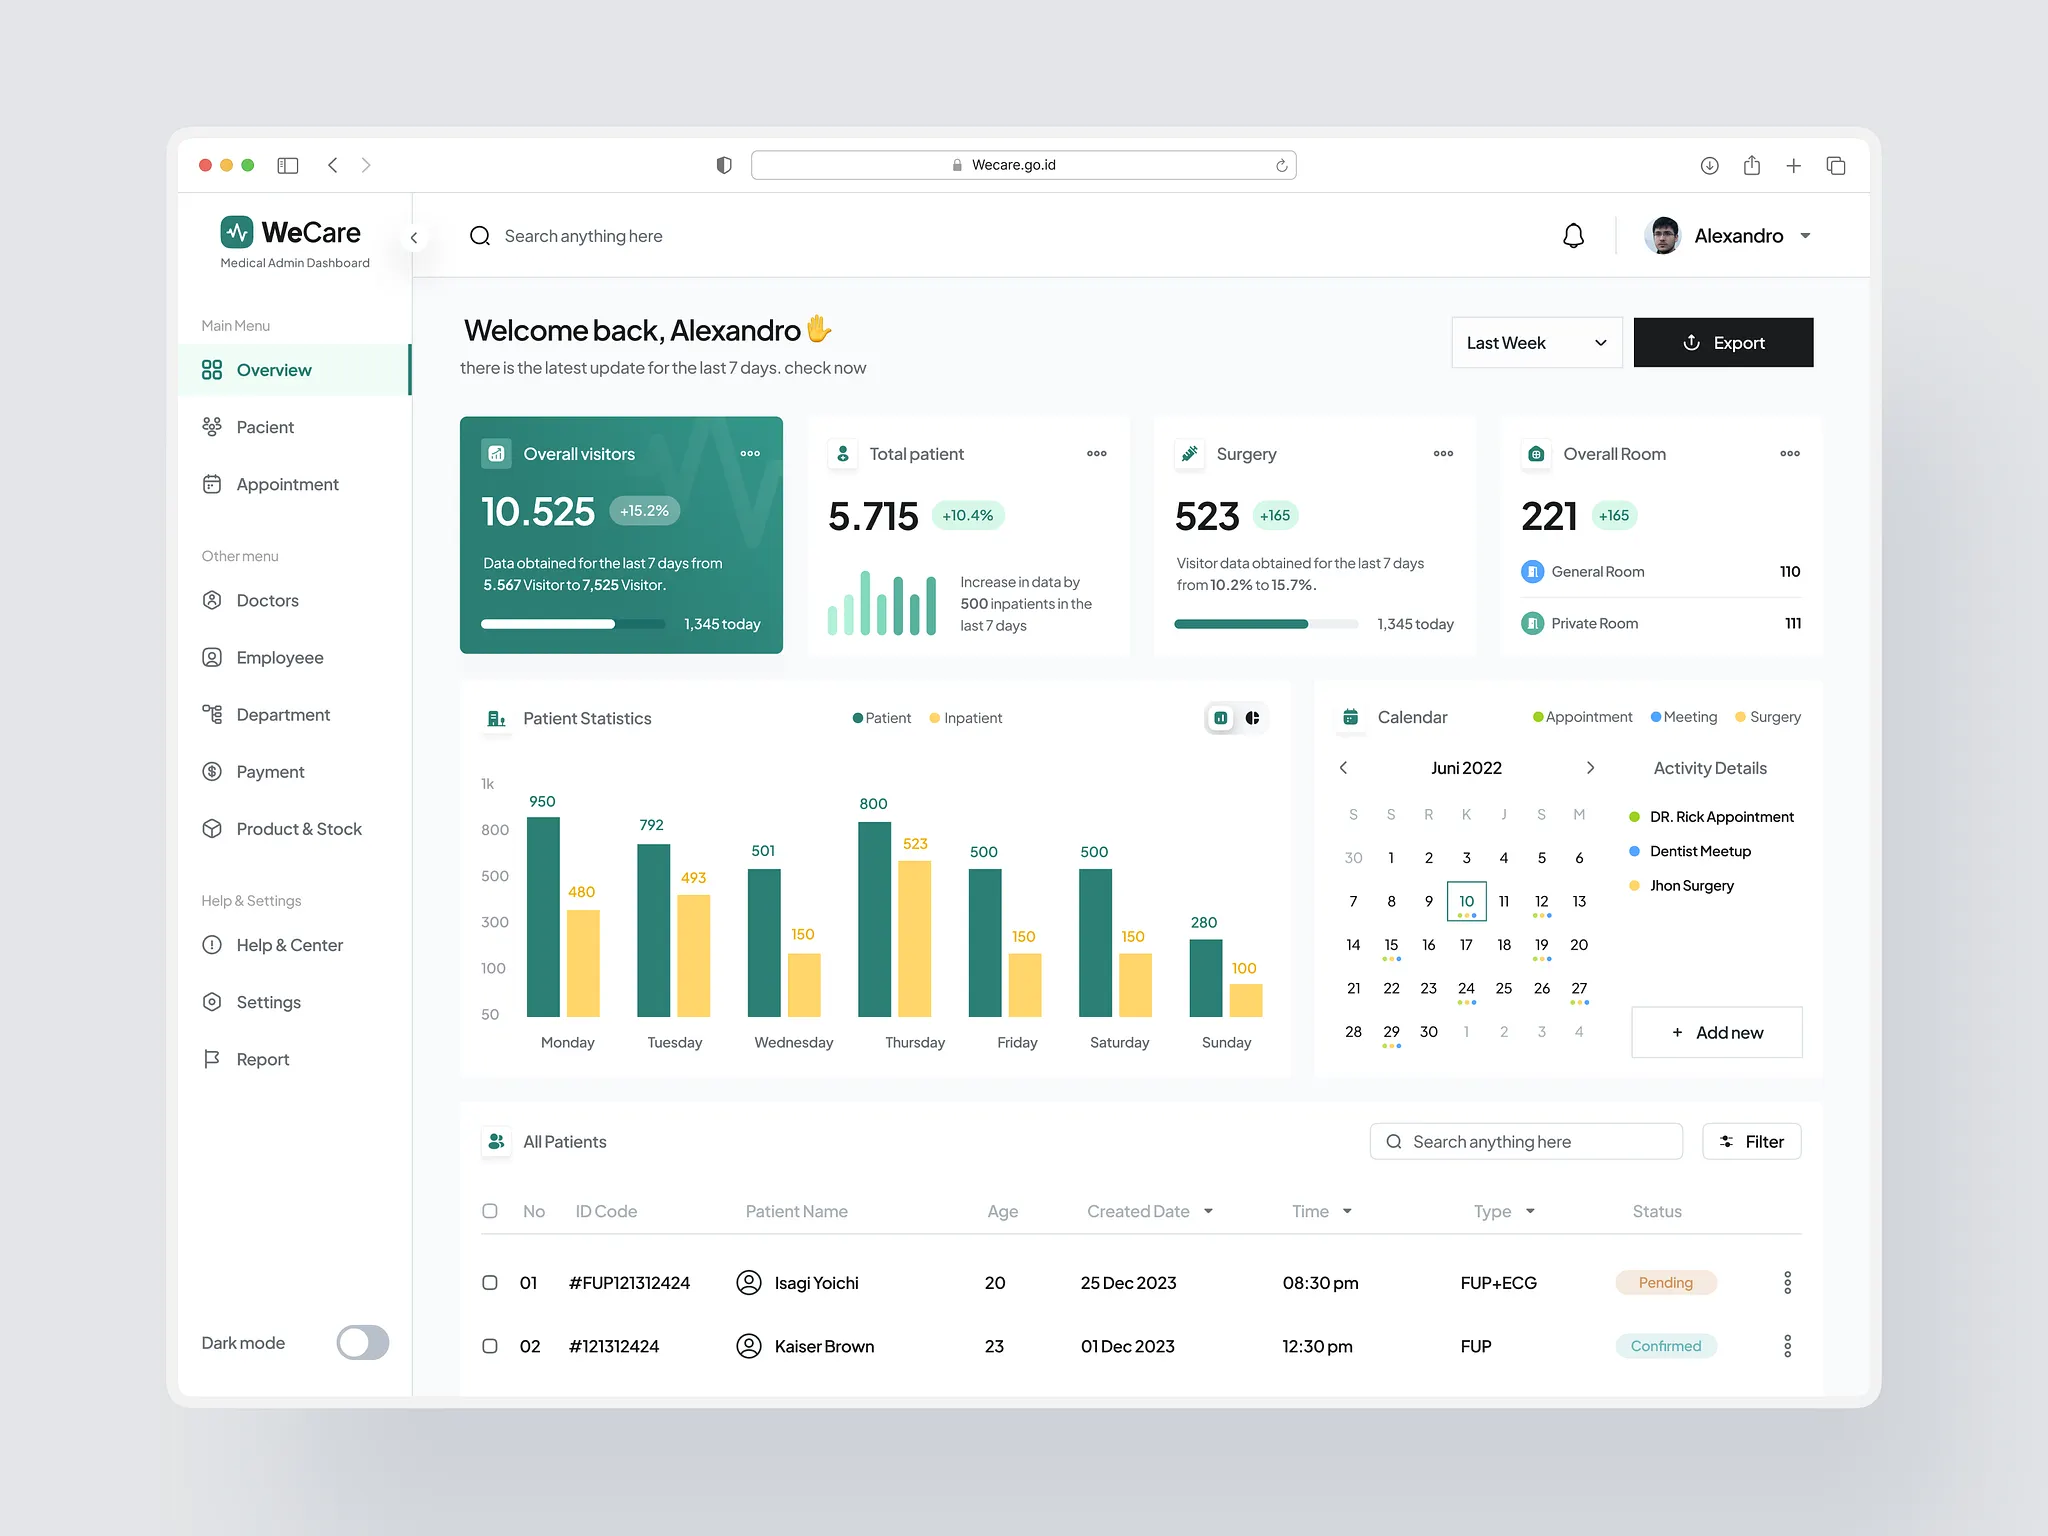 Wecare.go.id
WeCare
Medical Admin Dashboard
Search anything here
Alexandro
Main Menu
Overview
Pacient
Appointment
Other menu
Doctors
Employeee
Department
Payment
Product & Stock
Help & Settings
Help & Center
Settings
Report
Dark mode
Welcome back, Alexandro✋
there is the latest update for the last 7 days. check now
Last Week
Export
Overall visitors
10.525 +15.2%
Data obtained for the last 7 days from
5.567 Visitor to 7,525 Visitor.
1,345 today
Total patient
5.715 +10.4%
Increase in data by
500 inpatients in the
last 7 days
Surgery
523 +165
Visitor data obtained for the last 7 days
from 10.2% to 15.7%.
1,345 today
Overall Room
221 +165
General Room 110
Private Room 111
Patient Statistics
Patient Inpatient
1k
800
500
300
100
50
950
480
792
493
501
150
800
523
500
150
500
150
280
100
Monday Tuesday Wednesday Thursday Friday Saturday Sunday
Calendar
Appointment Meeting Surgery
Juni 2022
S S R K J S M
30 1 2 3 4 5 6
7 8 9 10 11 12 13
14 15 16 17 18 19 20
21 22 23 24 25 26 27
28 29 30 1 2 3 4
Activity Details
DR. Rick Appointment
Dentist Meetup
Jhon Surgery
+ Add new
All Patients
Search anything here
Filter
No ID Code Patient Name Age Created Date Time Type Status
01 #FUP121312424 Isagi Yoichi 20 25 Dec 2023 08:30 pm FUP+ECG Pending
02 #121312424 Kaiser Brown 23 01 Dec 2023 12:30 pm FUP Confirmed